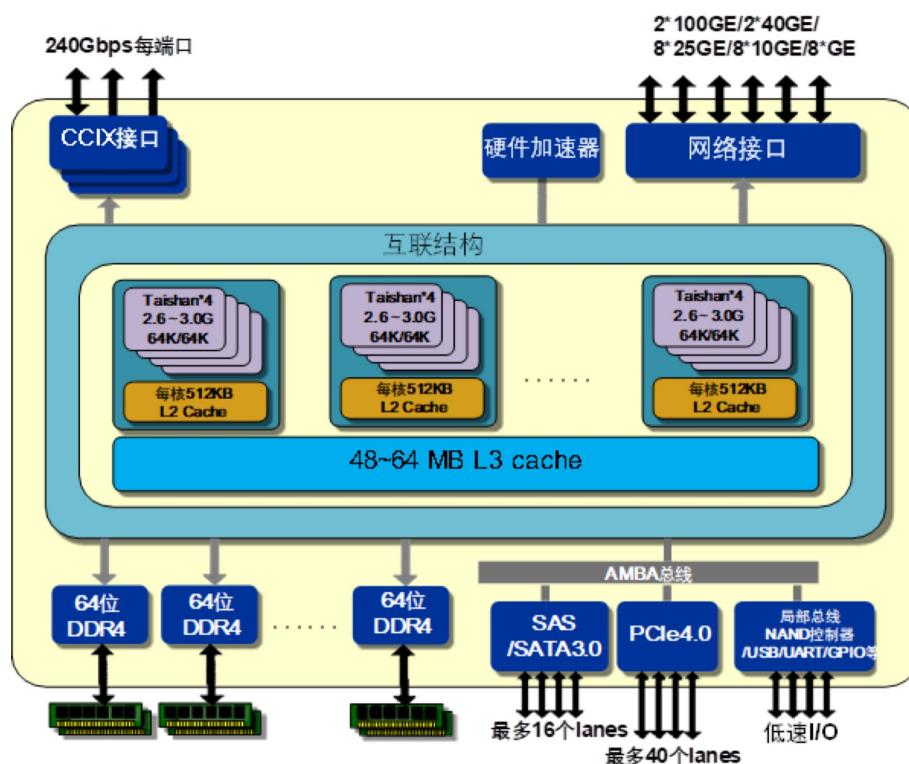 240Gbps每端口
2*100GE/2*40GE/
8*25GE/8*10GE/8*GE
CCIX接口
硬件加速器
网络接口
互联结构
Taishan*4
2.6~3.0G
64K/64K
每核512KB
L2 Cache
Taishan*4
2.6~3.0G
64K/64K
每核512KB
L2 Cache
......
Taishan*4
2.6~3.0G
64K/64K
每核512KB
L2 Cache
48~64 MB L3 cache
AMBA总线
64位
DDR4
64位
DDR4
......
64位
DDR4
SAS
/SATA3.0
PCIe4.0
局部总线
NAND控制器
/USB/UART/GPIO等
最多16个lanes
最多40个lanes
低速I/O